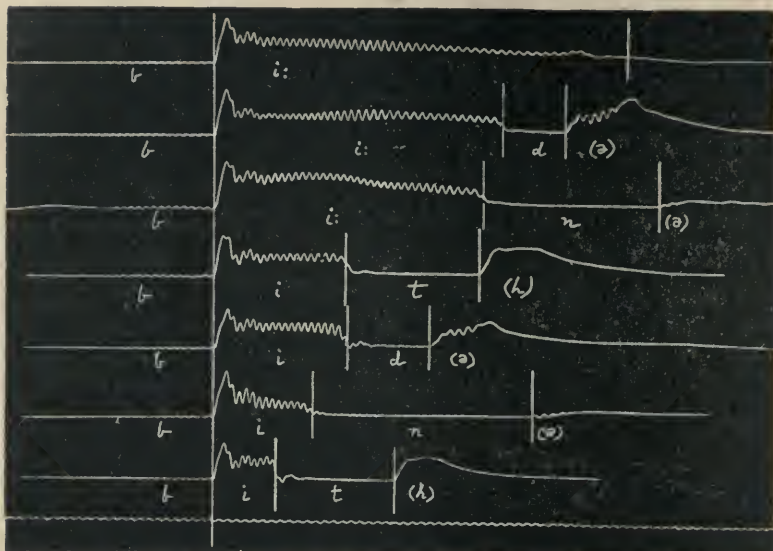 b i:
b i: d (ə)
b i: n (ə)
b i t (h)
b i d (ə)
b i n (ə)
b i t (h)